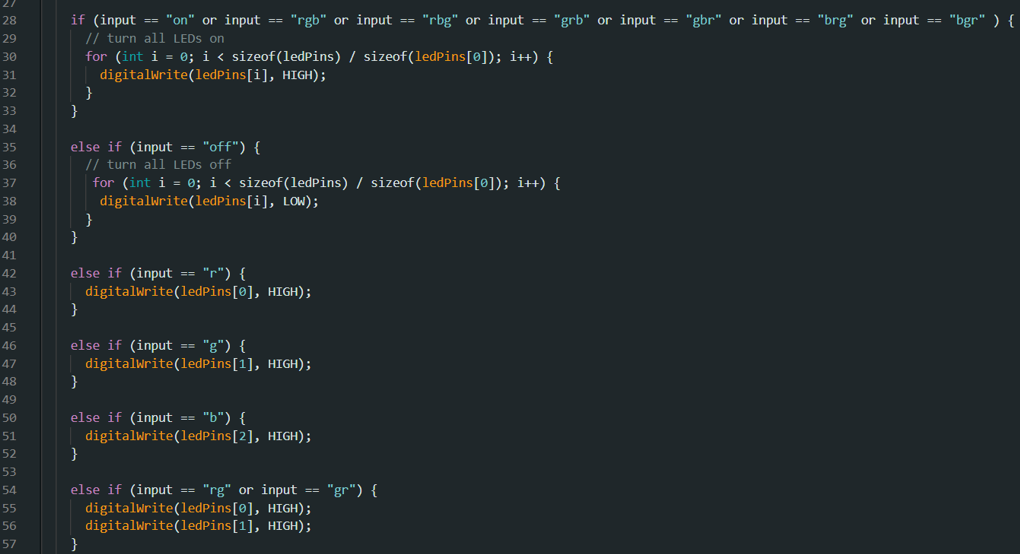 27
28 if (input == "on" or input == "rgb" or input == "rbg" or input == "grb" or input == "gbr" or input == "brg" or input == "bgr" ) {
29 // turn all LEDs on
30 for (int i = 0; i < sizeof(ledPins) / sizeof(ledPins[0]); i++) {
31 digitalWrite(ledPins[i], HIGH);
32 }
33 }
34
35 else if (input == "off") {
36 // turn all LEDs off
37 for (int i = 0; i < sizeof(ledPins) / sizeof(ledPins[0]); i++) {
38 digitalWrite(ledPins[i], LOW);
39 }
40 }
41
42 else if (input == "r") {
43 digitalWrite(ledPins[0], HIGH);
44 }
45
46 else if (input == "g") {
47 digitalWrite(ledPins[1], HIGH);
48 }
49
50 else if (input == "b") {
51 digitalWrite(ledPins[2], HIGH);
52 }
53
54 else if (input == "rg" or input == "gr") {
55 digitalWrite(ledPins[0], HIGH);
56 digitalWrite(ledPins[1], HIGH);
57 }